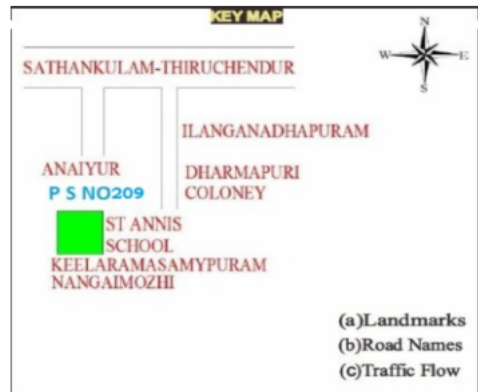 KEY MAP
N
W
E
S
SATHANKULAM-THIRUCHENDUR
ILANGANADHAPURAM
ANAIYUR
DHARMAPURI
COLONEY
P S NO209
ST ANNIS
SCHOOL
KEELARAMASAMYPURAM
NANGAIMOZHI
(a)Landmarks
(b)Road Names
(c)Traffic Flow